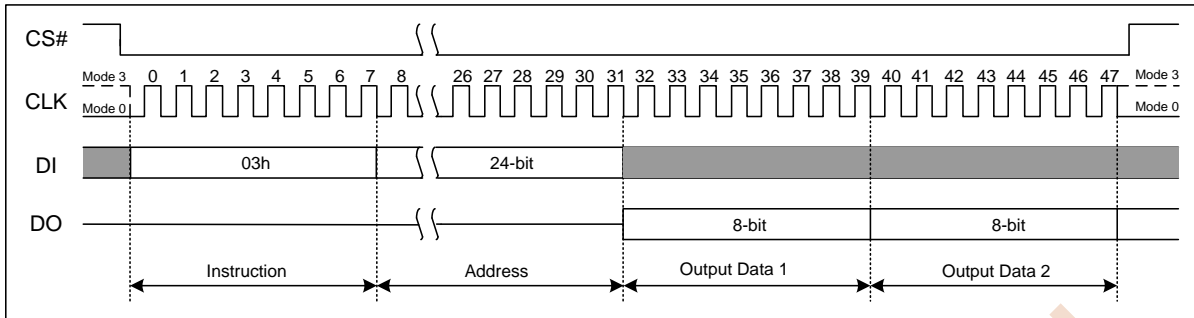 CS#
Mode 3 0 1 2 3 4 5 6 7 8 26 27 28 29 30 31 32 33 34 35 36 37 38 39 40 41 42 43 44 45 46 47 Mode 3
CLK
Mode 0 Mode 0
DI 03h 24-bit
DO 8-bit 8-bit
Instruction Address Output Data 1 Output Data 2